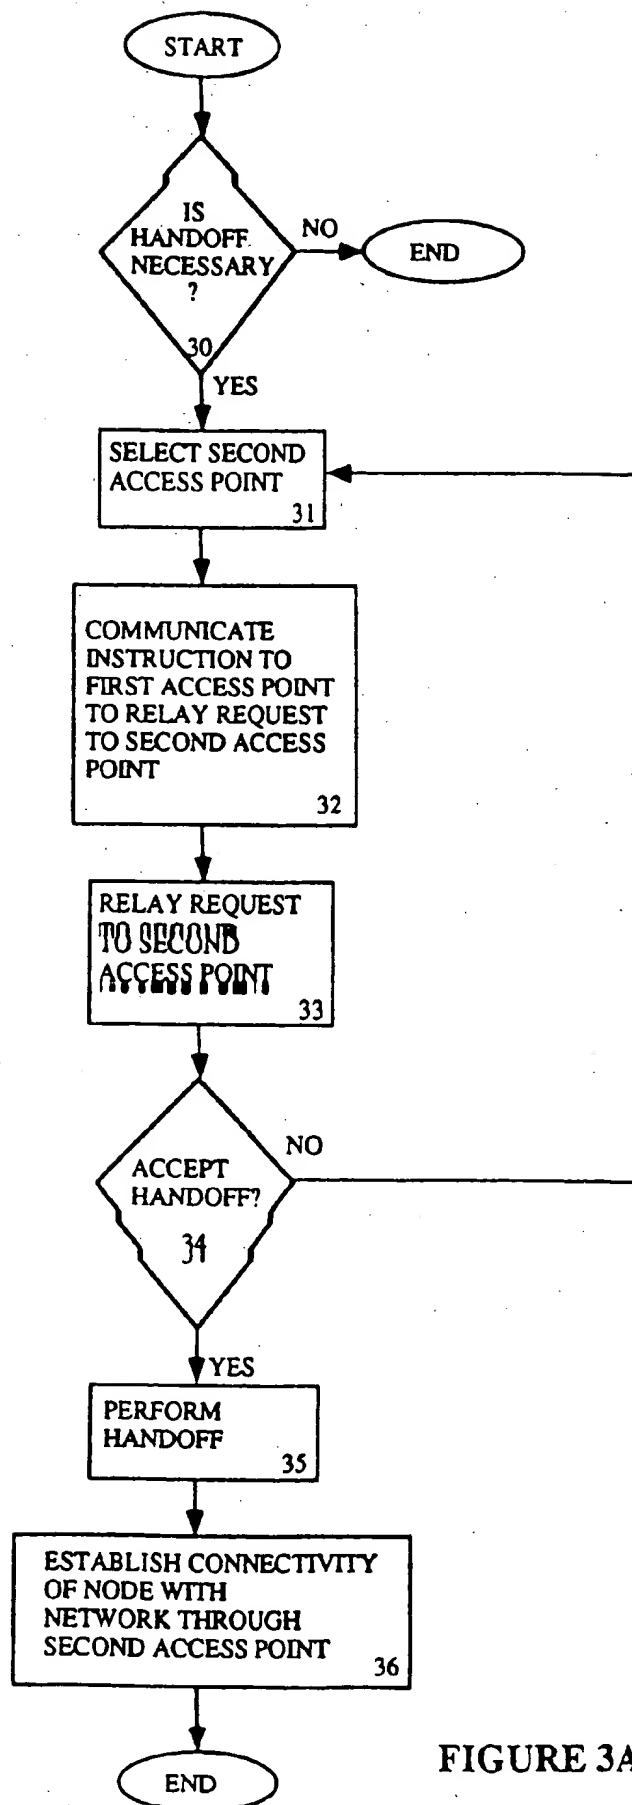 START
IS
HANDOFF
NECESSARY
?
30
NO
END
YES
SELECT SECOND
ACCESS POINT
31
COMMUNICATE
INSTRUCTION TO
FIRST ACCESS POINT
TO RELAY REQUEST
TO SECOND ACCESS
POINT
32
RELAY REQUEST
TO SECOND
ACCESS POINT
33
ACCEPT
HANDOFF?
34
NO
YES
PERFORM
HANDOFF
35
ESTABLISH CONNECTIVITY
OF NODE WITH
NETWORK THROUGH
SECOND ACCESS POINT
36
END
FIGURE 3A